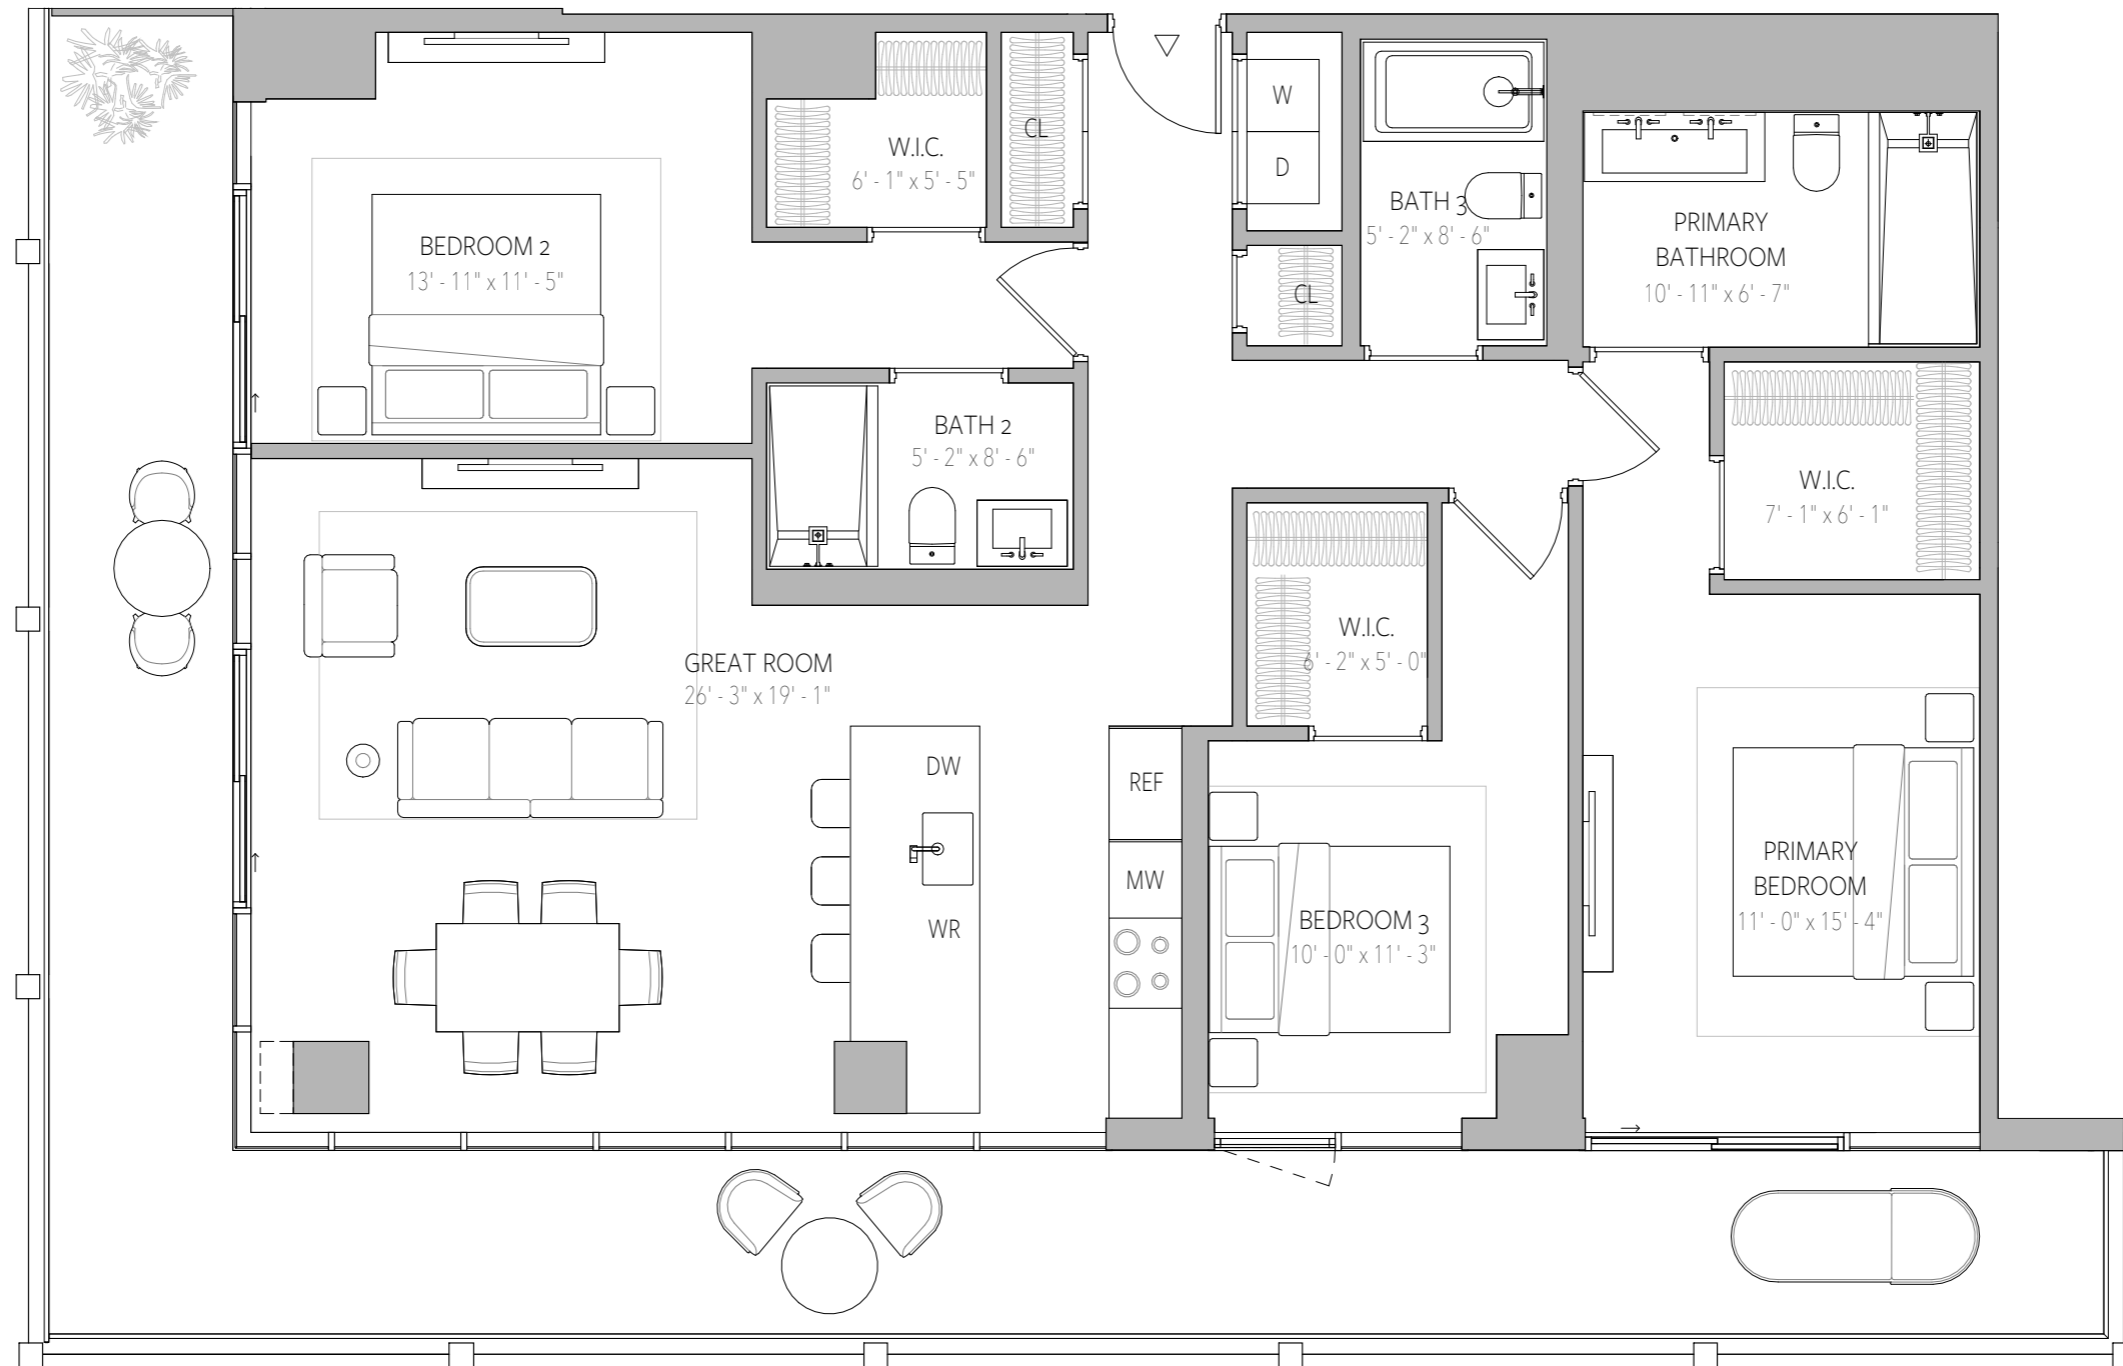 W
CL
W.I.C.
6' - 1" x 5' - 5"
D
BATH 3
5' - 2" x 8' - 6"
PRIMARY
BATHROOM
10' - 11" x 6' - 7"
BEDROOM 2
13' - 11" x 11' - 5"
CL
BATH 2
5' - 2" x 8' - 6"
W.I.C.
7' - 1" x 6' - 1"
W.I.C.
6' - 2" x 5' - 0"
GREAT ROOM
26' - 3" x 19' - 1"
DW
REF
MW
WR
PRIMARY
BEDROOM
11' - 0" x 15' - 4"
BEDROOM 3
10' - 0" x 11' - 3"